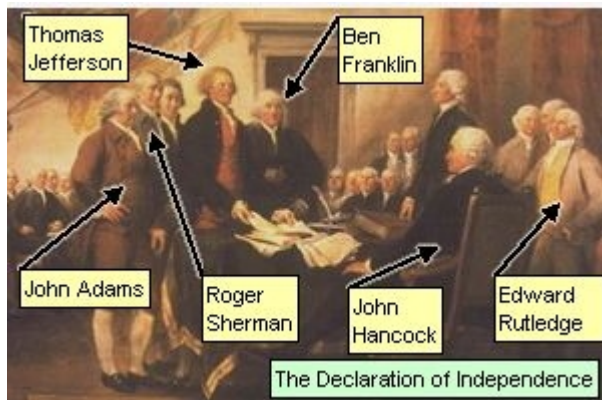 Thomas
Jefferson
Ben
Franklin
John Adams
Roger
Sherman
John
Hancock
Edward
Rutledge
The Declaration of Independence